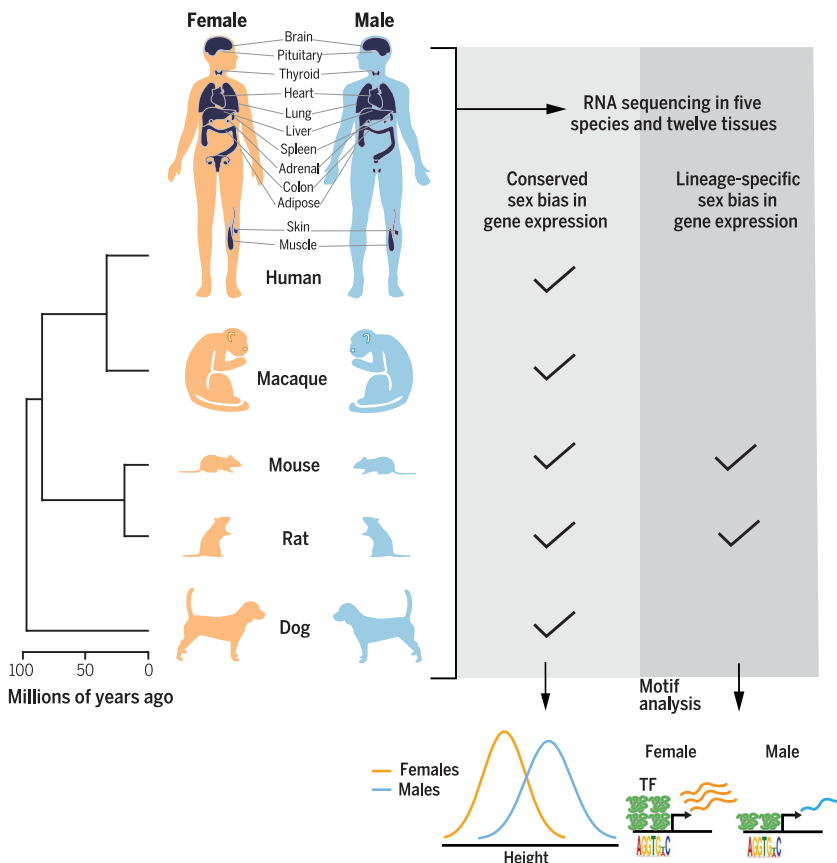 Female
Male
Brain
Pituitary
Thyroid
Heart
Lung
Liver
Spleen
Adrenal
Colon
Adipose
Skin
Muscle
Human
Macaque
Mouse
Rat
Dog
100 50 0
Millions of years ago
RNA sequencing in five
species and twelve tissues
Conserved
sex bias in
gene expression
Lineage-specific
sex bias in
gene expression
Motif
analysis
Females
Males
Height
Female
Male
TF
AGGTG C
AGGTG C